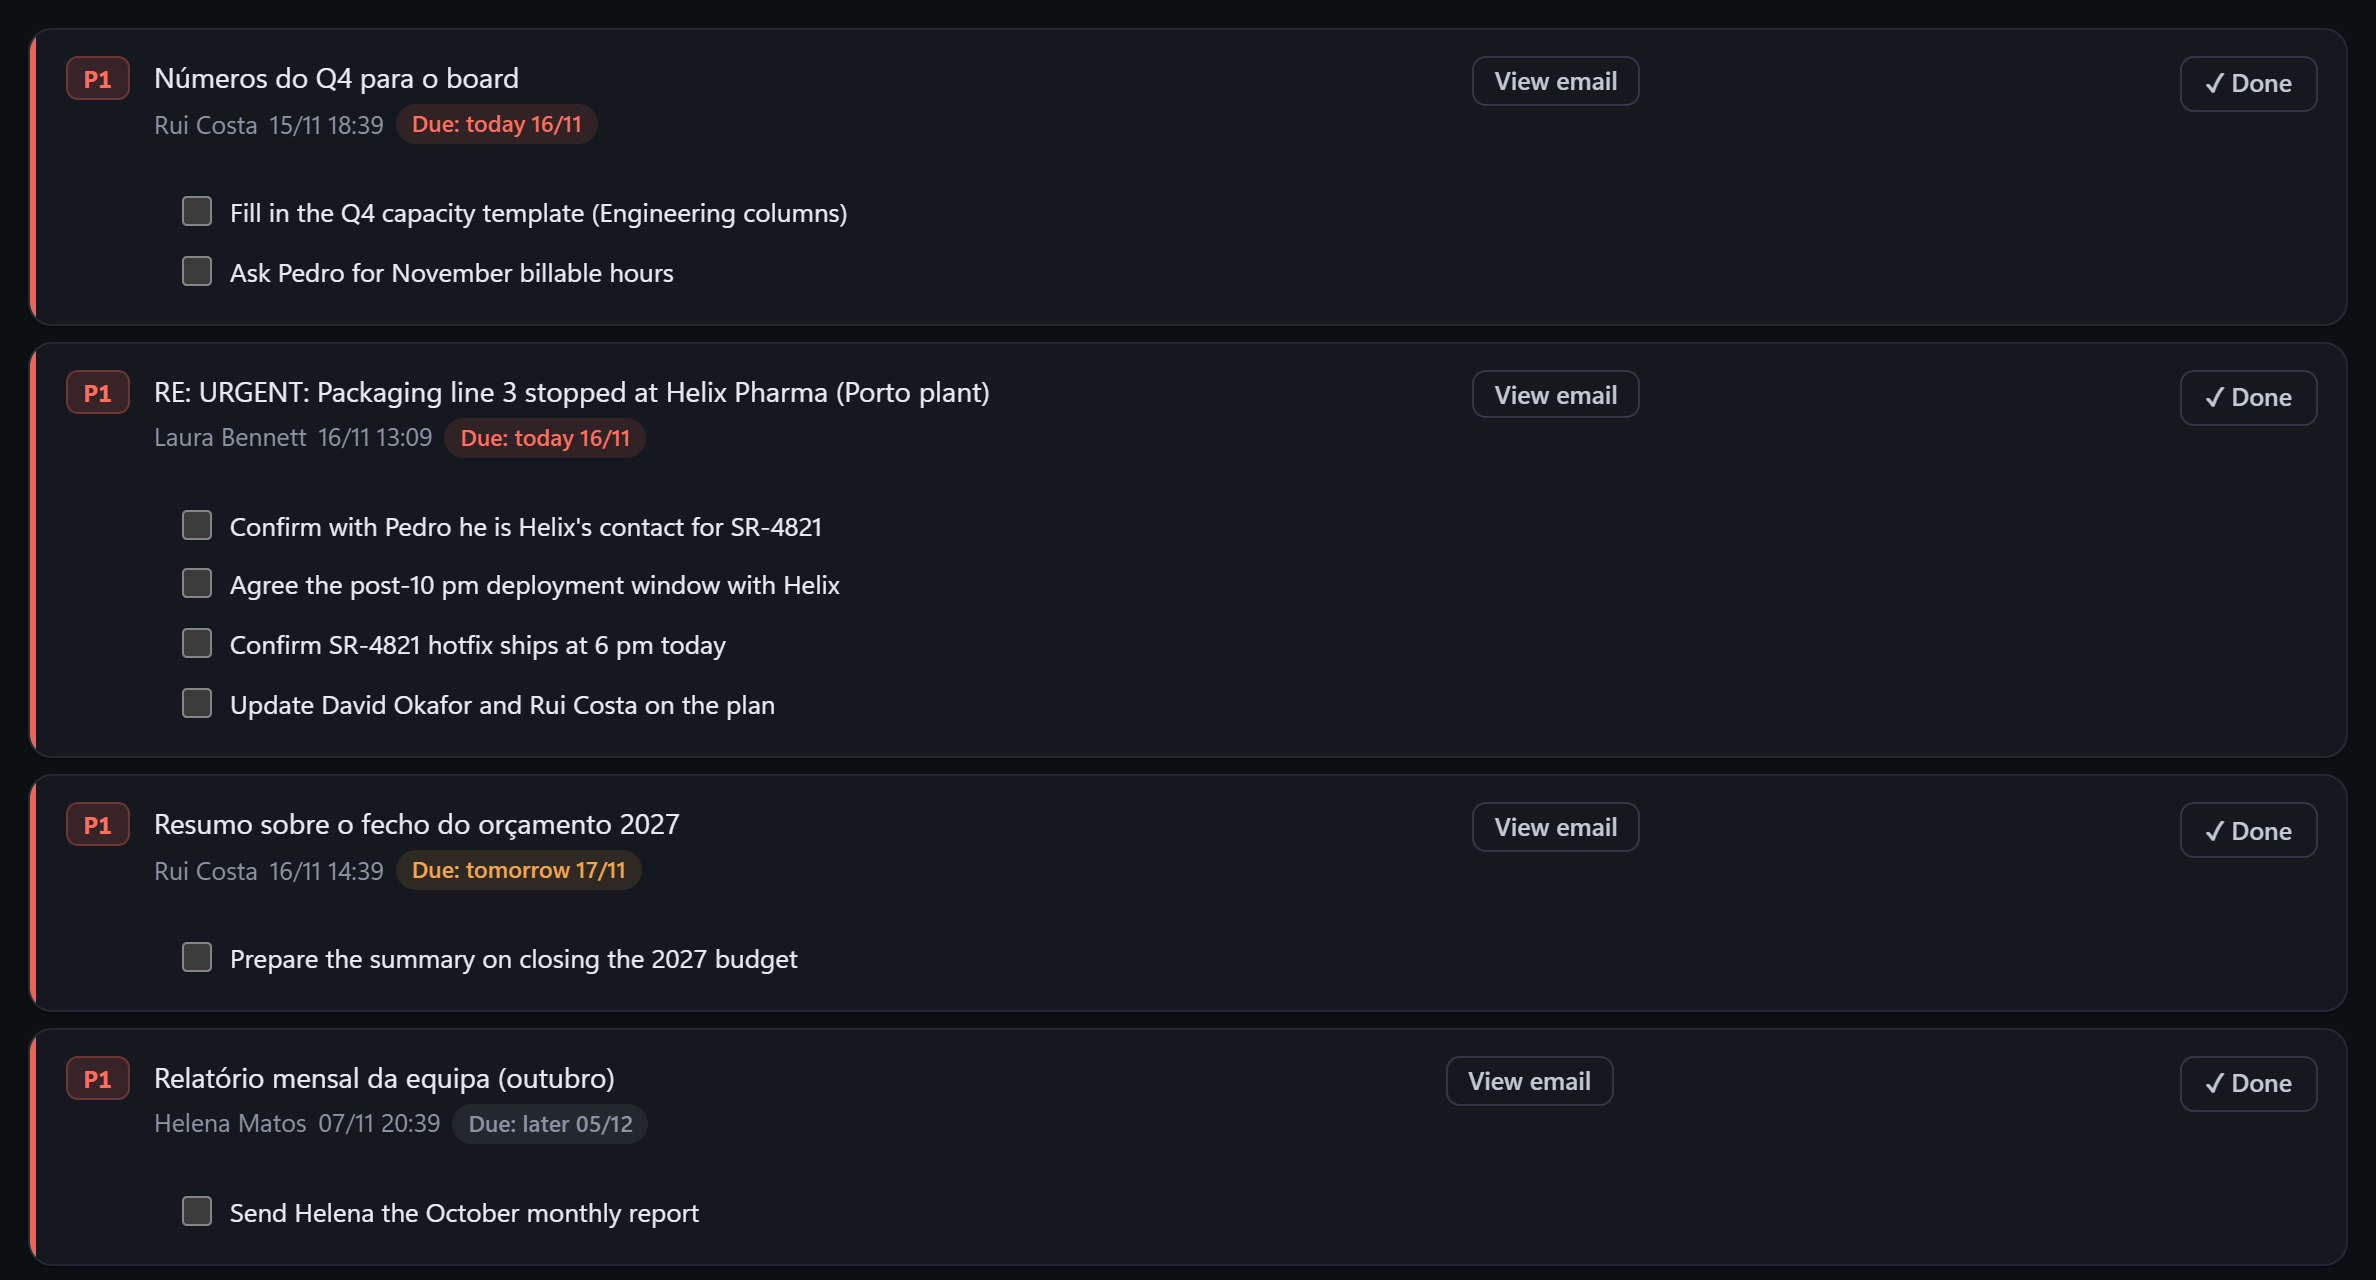 P1 Números do Q4 para o board View email ✓ Done
Rui Costa 15/11 18:39 Due: today 16/11
Fill in the Q4 capacity template (Engineering columns)
Ask Pedro for November billable hours
P1 RE: URGENT: Packaging line 3 stopped at Helix Pharma (Porto plant) View email ✓ Done
Laura Bennett 16/11 13:09 Due: today 16/11
Confirm with Pedro he is Helix's contact for SR-4821
Agree the post-10 pm deployment window with Helix
Confirm SR-4821 hotfix ships at 6 pm today
Update David Okafor and Rui Costa on the plan
P1 Resumo sobre o fecho do orçamento 2027 View email ✓ Done
Rui Costa 16/11 14:39 Due: tomorrow 17/11
Prepare the summary on closing the 2027 budget
P1 Relatório mensal da equipa (outubro) View email ✓ Done
Helena Matos 07/11 20:39 Due: later 05/12
Send Helena the October monthly report